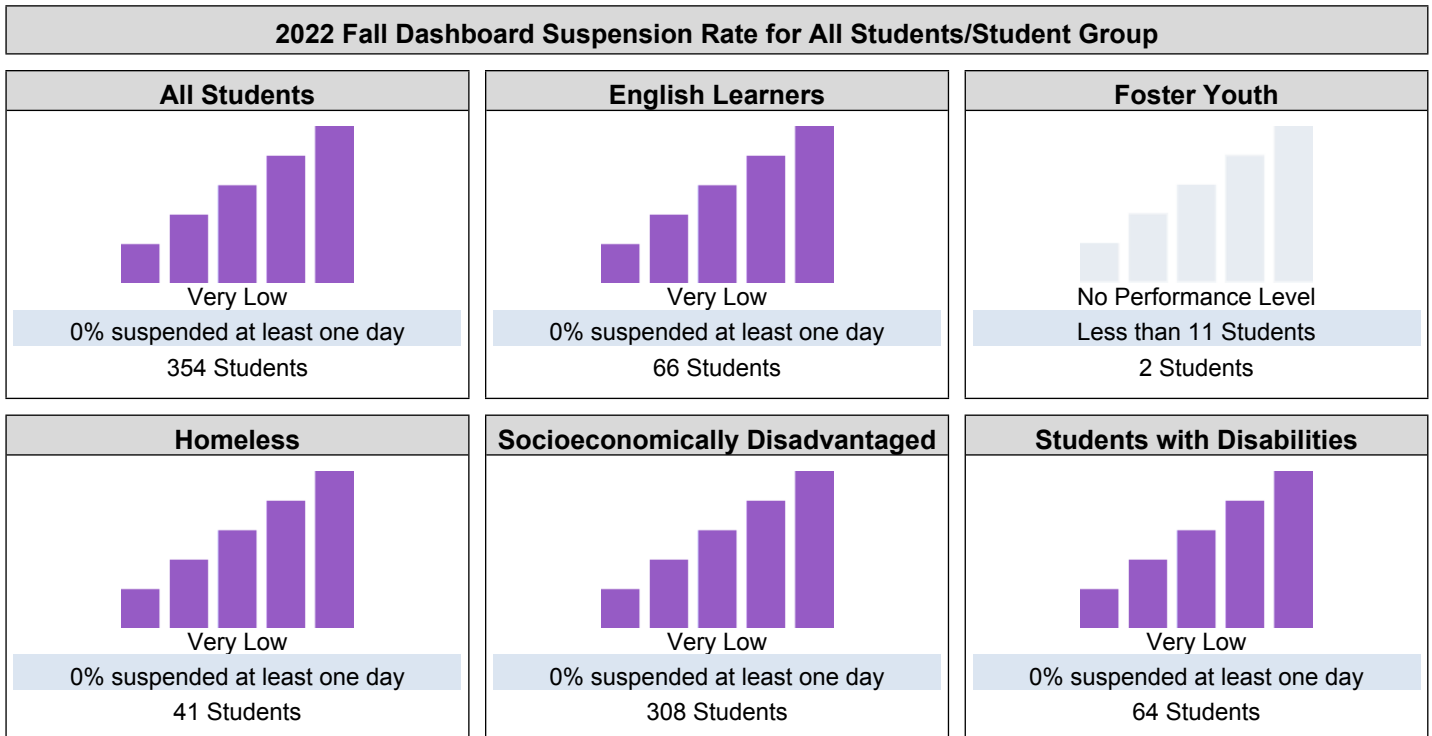 2022 Fall Dashboard Suspension Rate for All Students/Student Group
All Students
Very Low
0% suspended at least one day
354 Students
English Learners
Very Low
0% suspended at least one day
66 Students
Foster Youth
No Performance Level
Less than 11 Students
2 Students
Homeless
Very Low
0% suspended at least one day
41 Students
Socioeconomically Disadvantaged
Very Low
0% suspended at least one day
308 Students
Students with Disabilities
Very Low
0% suspended at least one day
64 Students